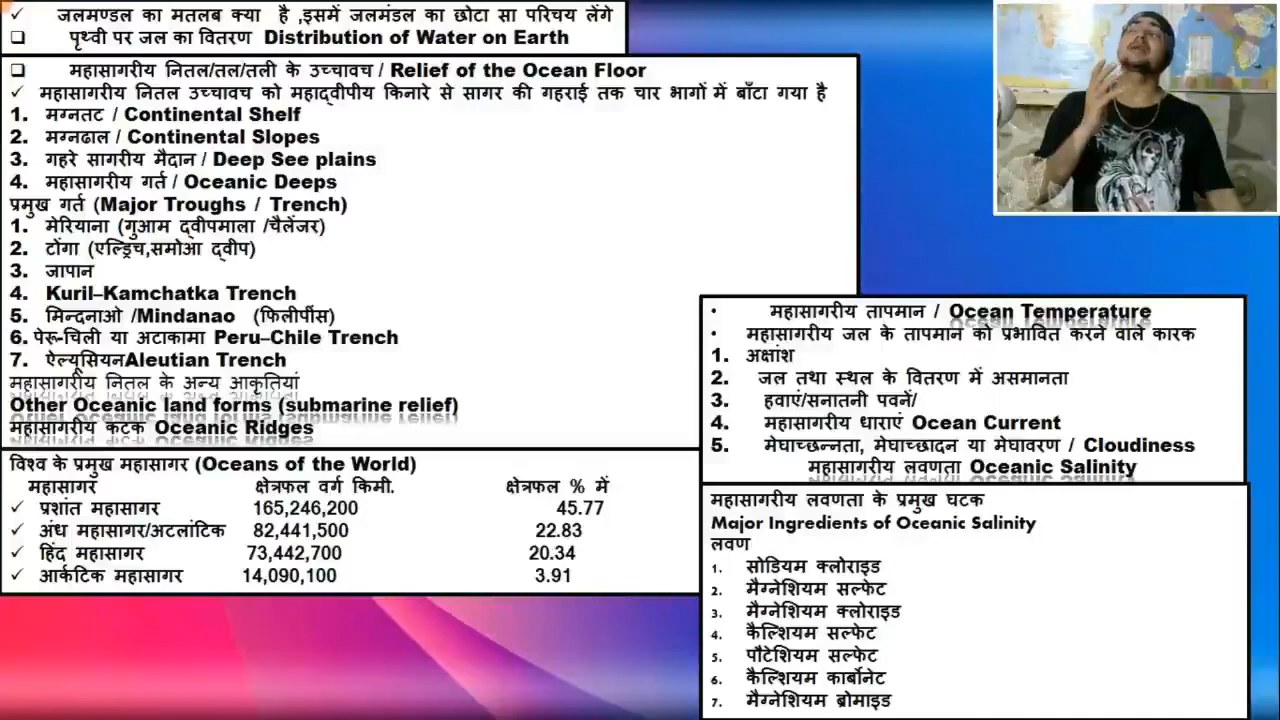 ✓ जलमण्डल का मतलब क्या है ,इसमें जलमंडल का छोटा सा परिचय लेंगे
❑ पृथ्वी पर जल का वितरण Distribution of Water on Earth
❑ महासागरीय नितल/तल/तली के उच्चावच / Relief of the Ocean Floor
✓ महासागरीय नितल उच्चावच को महाद्वीपीय किनारे से सागर की गहराई तक चार भागों में बाँटा गया है
1. मग्नतट / Continental Shelf
2. मग्नढाल / Continental Slopes
3. गहरे सागरीय मैदान / Deep See plains
4. महासागरीय गर्त / Oceanic Deeps
प्रमुख गर्त (Major Troughs / Trench)
1. मेरियाना (गुआम द्वीपमाला /चैलेंजर)
2. टोंगा (एल्ड्रिच,समोआ द्वीप)
3. जापान
4. Kuril–Kamchatka Trench
5. मिन्दनाओ /Mindanao (फिलीपींस)
6. पेरू-चिली या अटाकामा Peru–Chile Trench
7. ऐल्यूसियनAleutian Trench
महासागरीय नितल के अन्य आकृतियां
Other Oceanic land forms (submarine relief)
महासागरीय कटक Oceanic Ridges
विश्व के प्रमुख महासागर (Oceans of the World)
महासागर क्षेत्रफल वर्ग किमी. क्षेत्रफल % में
✓ प्रशांत महासागर 165,246,200 45.77
✓ अंध महासागर/अटलांटिक 82,441,500 22.83
✓ हिंद महासागर 73,442,700 20.34
✓ आर्कटिक महासागर 14,090,100 3.91
• महासागरीय तापमान / Ocean Temperature
• महासागरीय जल के तापमान को प्रभावित करने वाले कारक
1. अक्षांश
2. जल तथा स्थल के वितरण में असमानता
3. हवाएं/सनातनी पवनें/
4. महासागरीय धाराएं Ocean Current
5. मेघाच्छन्नता, मेघाच्छादन या मेघावरण / Cloudiness
महासागरीय लवणता Oceanic Salinity
महासागरीय लवणता के प्रमुख घटक
Major Ingredients of Oceanic Salinity
लवण
1. सोडियम क्लोराइड
2. मैग्नेशियम सल्फेट
3. मैग्नेशियम क्लोराइड
4. कैल्शियम सल्फेट
5. पौटेशियम सल्फेट
6. कैल्शियम कार्बोनेट
7. मैग्नेशियम ब्रोमाइड